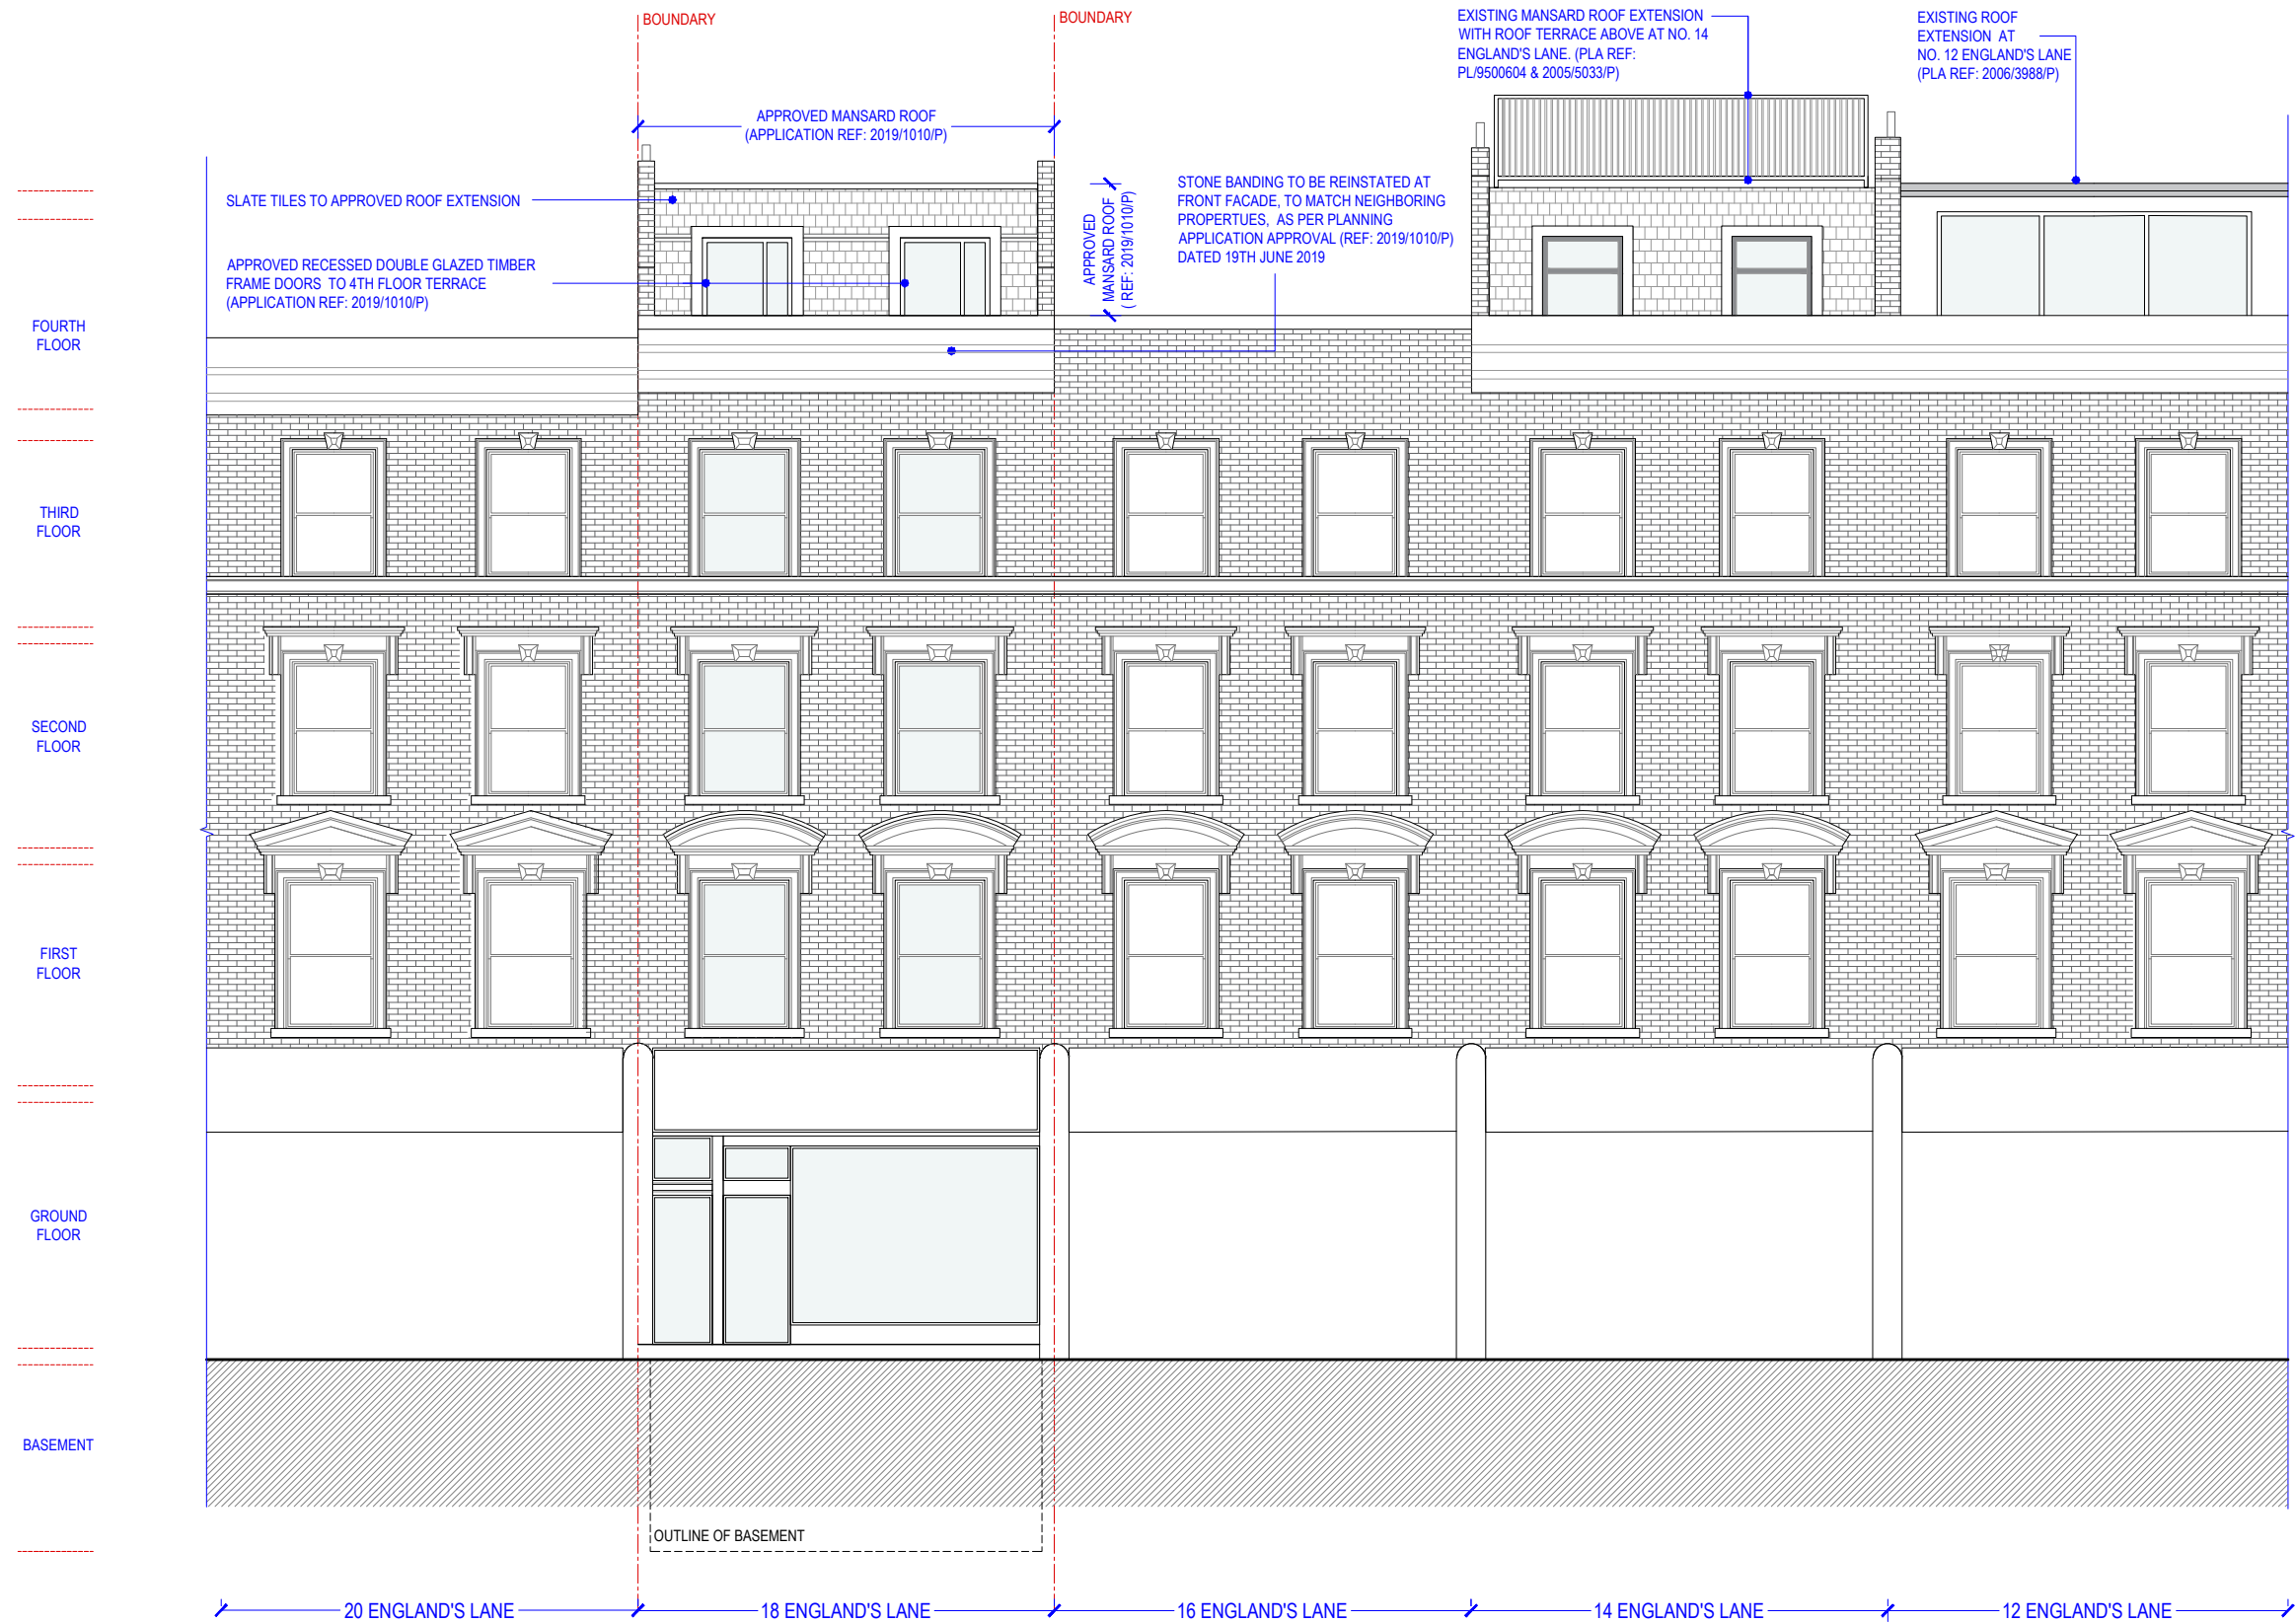 BOUNDARY
BOUNDARY
EXISTING MANSARD ROOF EXTENSION
WITH ROOF TERRACE ABOVE AT NO. 14
ENGLAND'S LANE. (PLA REF:
PL/9500604 & 2005/5033/P)
EXISTING ROOF
EXTENSION AT
NO. 12 ENGLAND'S LANE
(PLA REF: 2006/3988/P)
APPROVED MANSARD ROOF
(APPLICATION REF: 2019/1010/P)
SLATE TILES TO APPROVED ROOF EXTENSION
APPROVED RECESSED DOUBLE GLAZED TIMBER
FRAME DOORS TO 4TH FLOOR TERRACE
(APPLICATION REF: 2019/1010/P)
APPROVED
MANSARD ROOF
( REF: 2019/1010/P)
STONE BANDING TO BE REINSTATED AT
FRONT FACADE, TO MATCH NEIGHBORING
PROPERTUES, AS PER PLANNING
APPLICATION APPROVAL (REF: 2019/1010/P)
DATED 19TH JUNE 2019
FOURTH
FLOOR
THIRD
FLOOR
SECOND
FLOOR
FIRST
FLOOR
GROUND
FLOOR
BASEMENT
OUTLINE OF BASEMENT
20 ENGLAND'S LANE
18 ENGLAND'S LANE
16 ENGLAND'S LANE
14 ENGLAND'S LANE
12 ENGLAND'S LANE